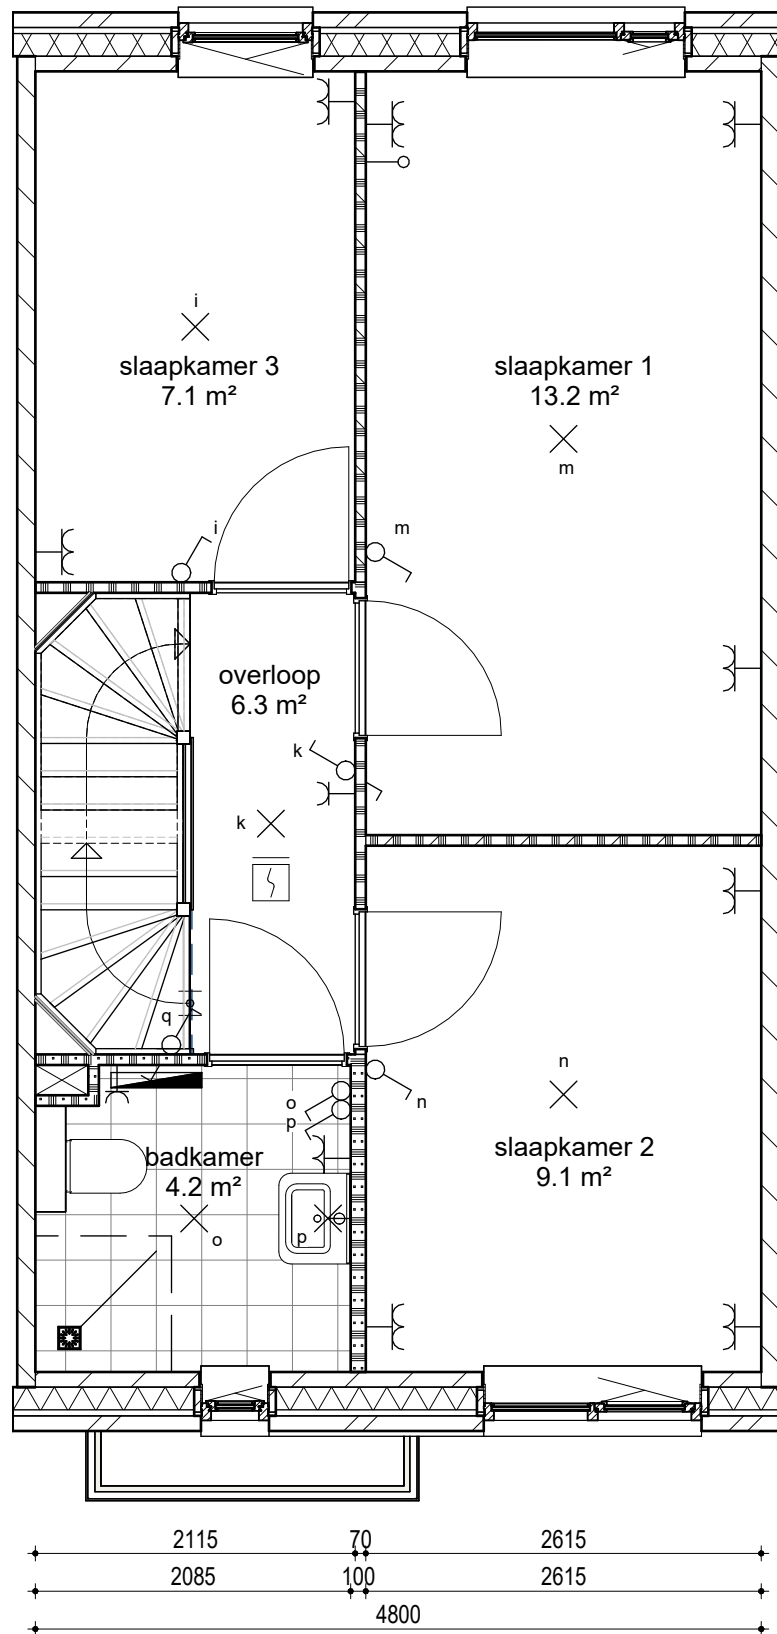 i
slaapkamer 3
7.1 m²
slaapkamer 1
13.2 m²
m
i
m
overloop
6.3 m²
k
k
q
n
o
p
n
badkamer
4.2 m²
slaapkamer 2
9.1 m²
o
p
2115 70 2615
2085 100 2615
4800